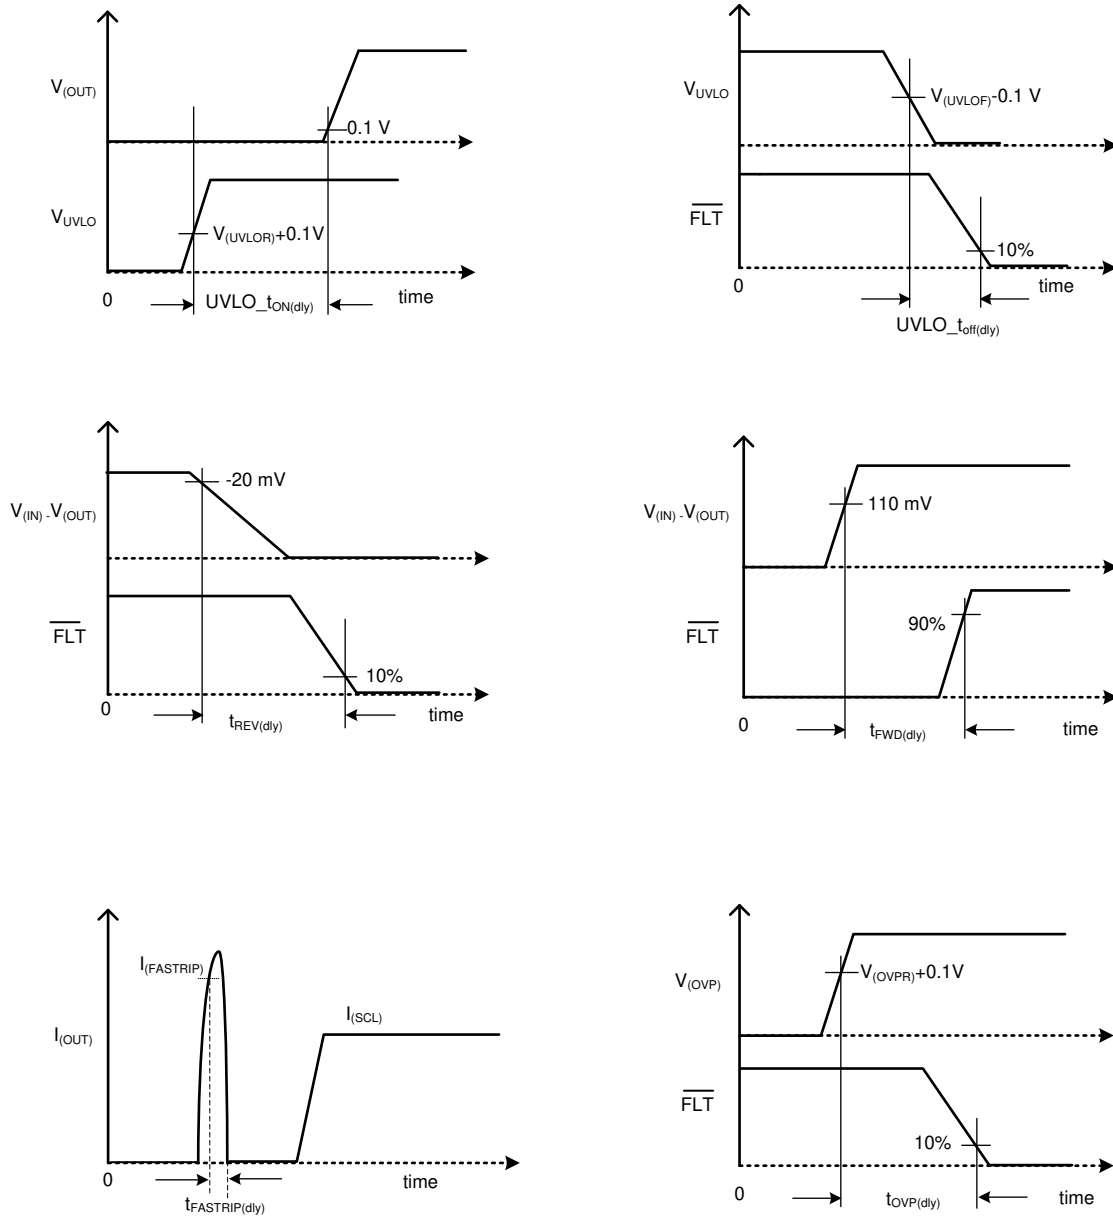 V(OUT)
0.1 V
VUVLO
V(UVLOR)+0.1V
0
UVLO_tON(dly)
time
VUVLO
V(UVLOF)-0.1 V
FLT
10%
0
time
UVLO_toff(dly)
V(IN) - V(OUT)
-20 mV
FLT
10%
0
tREV(dly)
time
V(IN) - V(OUT)
110 mV
FLT
90%
0
tFWD(dly)
time
I(FASTRIP)
I(OUT)
I(SCL)
0
tFASTRIP(dly)
time
V(OVP)
V(OVPR)+0.1V
FLT
10%
0
tOVP(dly)
time